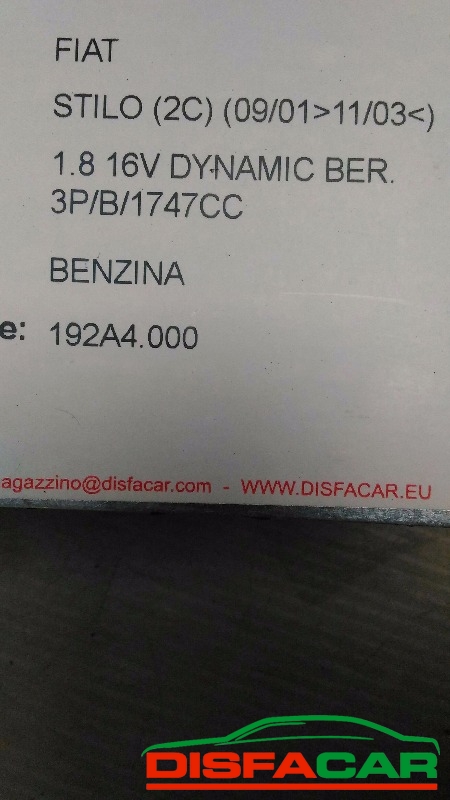 FIAT
STILO (2C) (09/01>11/03<)
1.8 16V DYNAMIC BER.
3P/B/1747CC
BENZINA
e: 192A4.000
agazzino@disfacar.com - WWW.DISFACAR.EU
DISFACAR